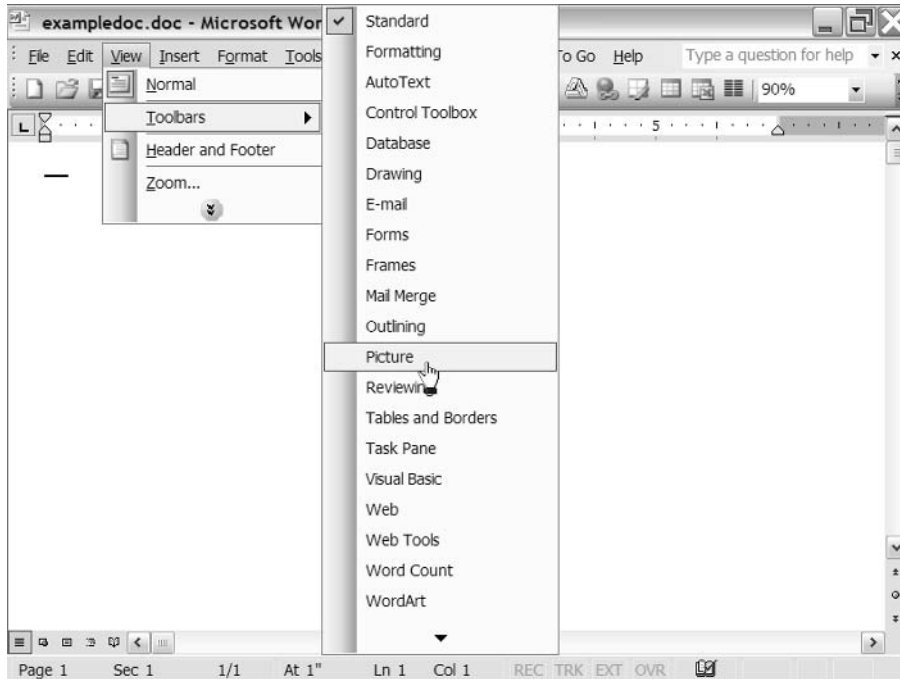 exampledoc.doc - Microsoft Wor
File Edit View Insert Format Tools To Go Help Type a question for help
90%
Normal
Toolbars
Header and Footer
Zoom...
Standard
Formatting
AutoText
Control Toolbox
Database
Drawing
E-mail
Forms
Frames
Mail Merge
Outlining
Picture
Reviewing
Tables and Borders
Task Pane
Visual Basic
Web
Web Tools
Word Count
WordArt
5
Page 1 Sec 1 1/1 At 1" Ln 1 Col 1 REC TRK EXT OVR